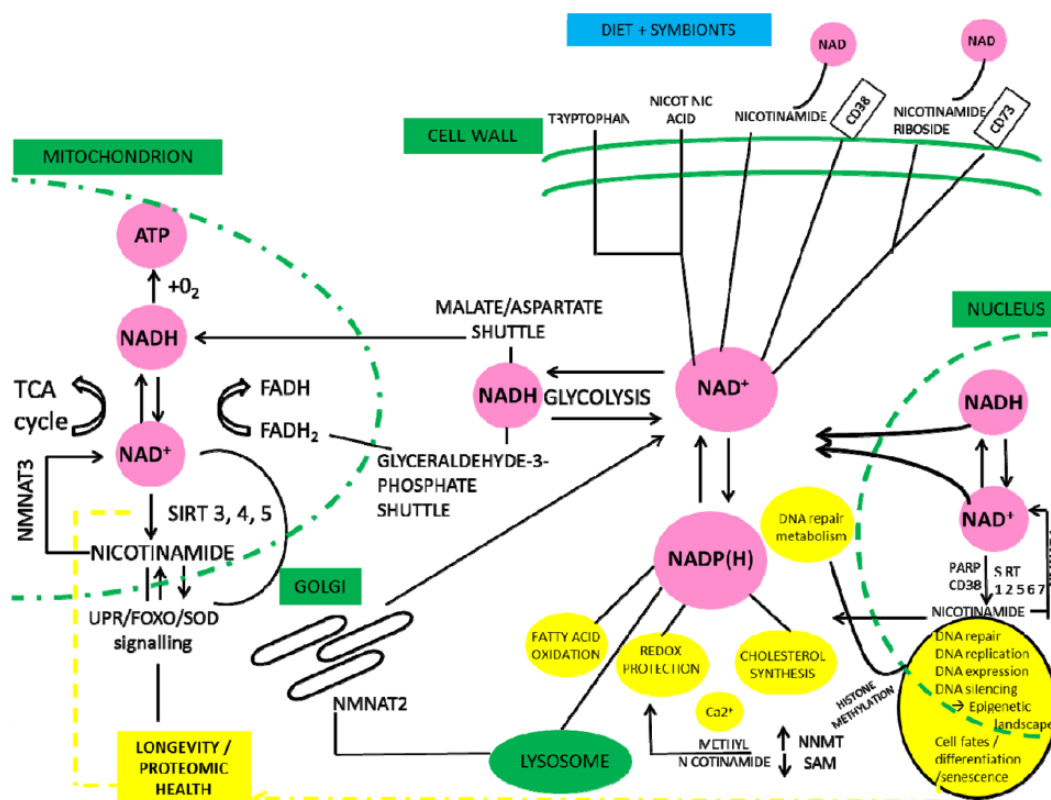 DIET + SYMBIONTS
NAD
NAD
TRYPTOPHAN
NICOTINIC
ACID
NICOTINAMIDE
CD38
NICOTINAMIDE
RIBOSIDE
CD73
CELL WALL
MITOCHONDRION
ATP
+O₂
NADH
TCA
cycle
FADH
FADH₂
NAD⁺
NMNAT3
SIRT 3, 4, 5
NICOTINAMIDE
UPR/FOXO/SOD
signalling
LONGEVITY /
PROTEOMIC
HEALTH
MALATE/ASPARTATE
SHUTTLE
NADH
GLYCOLYSIS
GLYCERALDEHYDE-3-
PHOSPHATE
SHUTTLE
NAD⁺
NADP(H)
DNA repair
metabolism
FATTY ACID
OXIDATION
REDOX
PROTECTION
CHOLESTEROL
SYNTHESIS
Ca2⁺
METHYL
NICOTINAMIDE
NNMT
SAM
HISTONE
METHYLATION
GOLGI
NMNAT2
LYSOSOME
NUCLEUS
NADH
NAD⁺
PARP
CD38
SRT
1 2 5 6 7
NICOTINAMIDE
DNA repair
DNA replication
DNA expression
DNA silencing
→ Epigenetic
landscape
Cell fates /
differentiation
/senescence